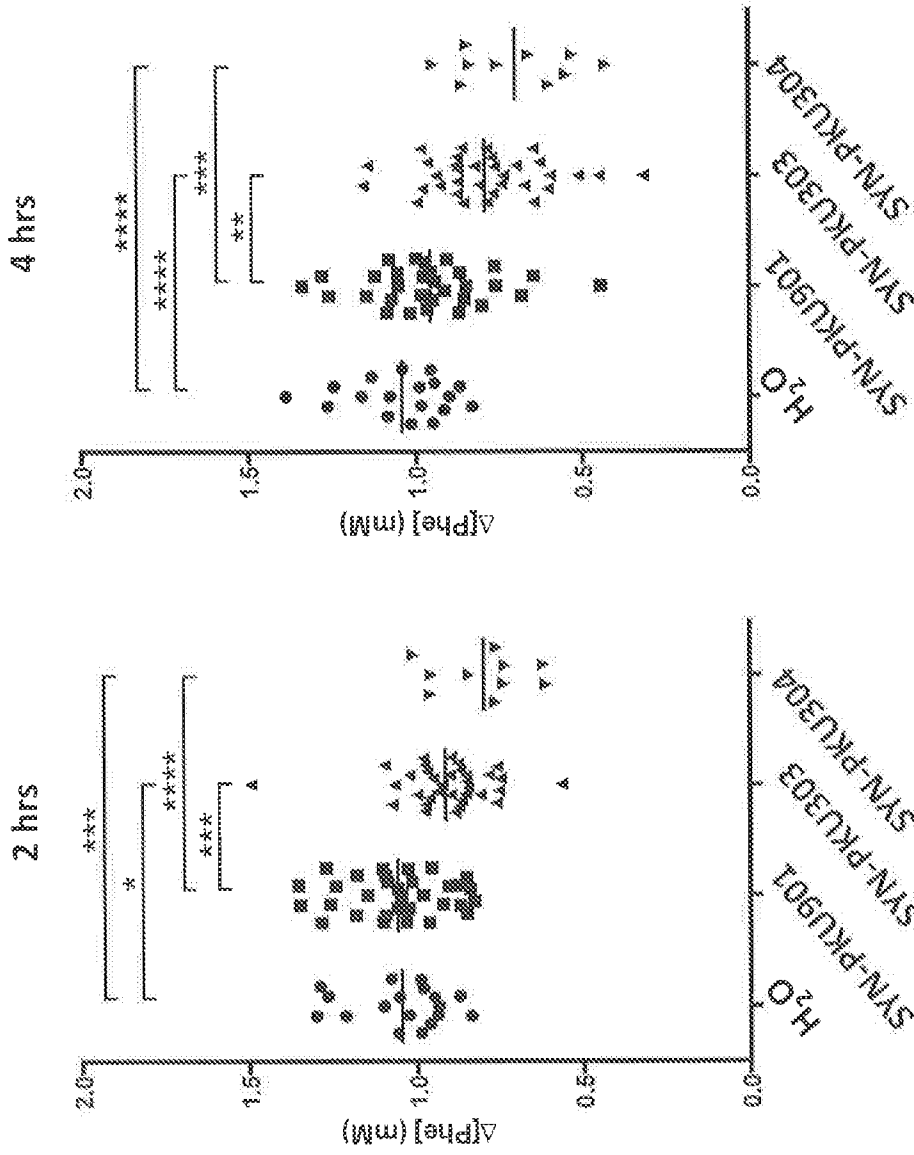 2 hrs
***
*
****
***
Δ[Phe] (mM)
2.0
1.5
1.0
0.5
0.0
H₂O
SYN-PKU901
SYN-PKU303
SYN-PKU304
4 hrs
****
****
***
**
Δ[Phe] (mM)
2.0
1.5
1.0
0.5
0.0
H₂O
SYN-PKU901
SYN-PKU303
SYN-PKU304